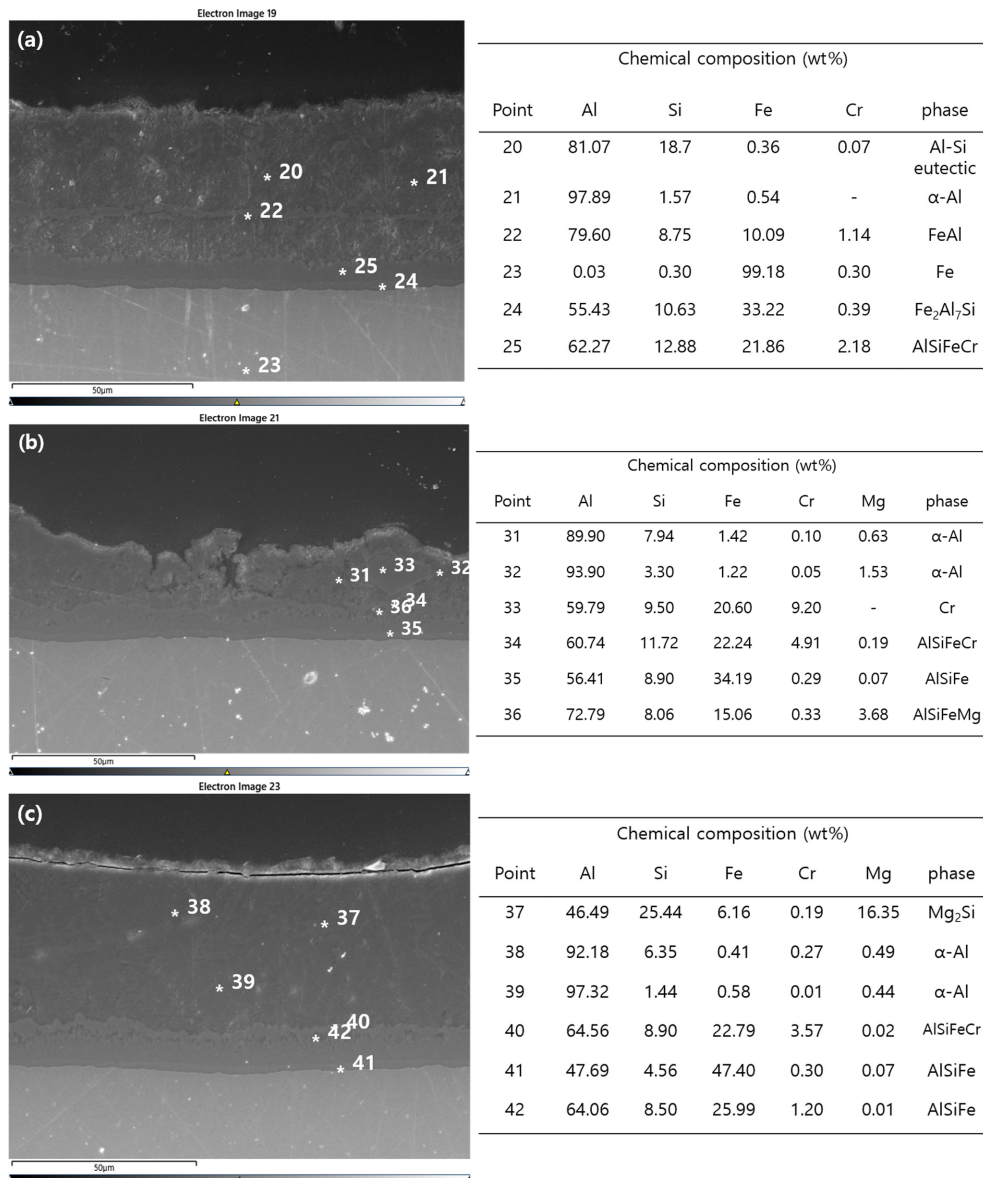 Electron Image 19
(a)
20
21
22
25
24
23
50μm
Chemical composition (wt%)
Point Al Si Fe Cr phase
20 81.07 18.7 0.36 0.07 Al-Si eutectic
21 97.89 1.57 0.54 - α-Al
22 79.60 8.75 10.09 1.14 FeAl
23 0.03 0.30 99.18 0.30 Fe
24 55.43 10.63 33.22 0.39 Fe₂Al₇Si
25 62.27 12.88 21.86 2.18 AlSiFeCr
Electron Image 21
(b)
33
32
31
34
36
35
50μm
Chemical composition (wt%)
Point Al Si Fe Cr Mg phase
31 89.90 7.94 1.42 0.10 0.63 α-Al
32 93.90 3.30 1.22 0.05 1.53 α-Al
33 59.79 9.50 20.60 9.20 - Cr
34 60.74 11.72 22.24 4.91 0.19 AlSiFeCr
35 56.41 8.90 34.19 0.29 0.07 AlSiFe
36 72.79 8.06 15.06 0.33 3.68 AlSiFeMg
Electron Image 23
(c)
38
37
39
40
42
41
50μm
Chemical composition (wt%)
Point Al Si Fe Cr Mg phase
37 46.49 25.44 6.16 0.19 16.35 Mg₂Si
38 92.18 6.35 0.41 0.27 0.49 α-Al
39 97.32 1.44 0.58 0.01 0.44 α-Al
40 64.56 8.90 22.79 3.57 0.02 AlSiFeCr
41 47.69 4.56 47.40 0.30 0.07 AlSiFe
42 64.06 8.50 25.99 1.20 0.01 AlSiFe